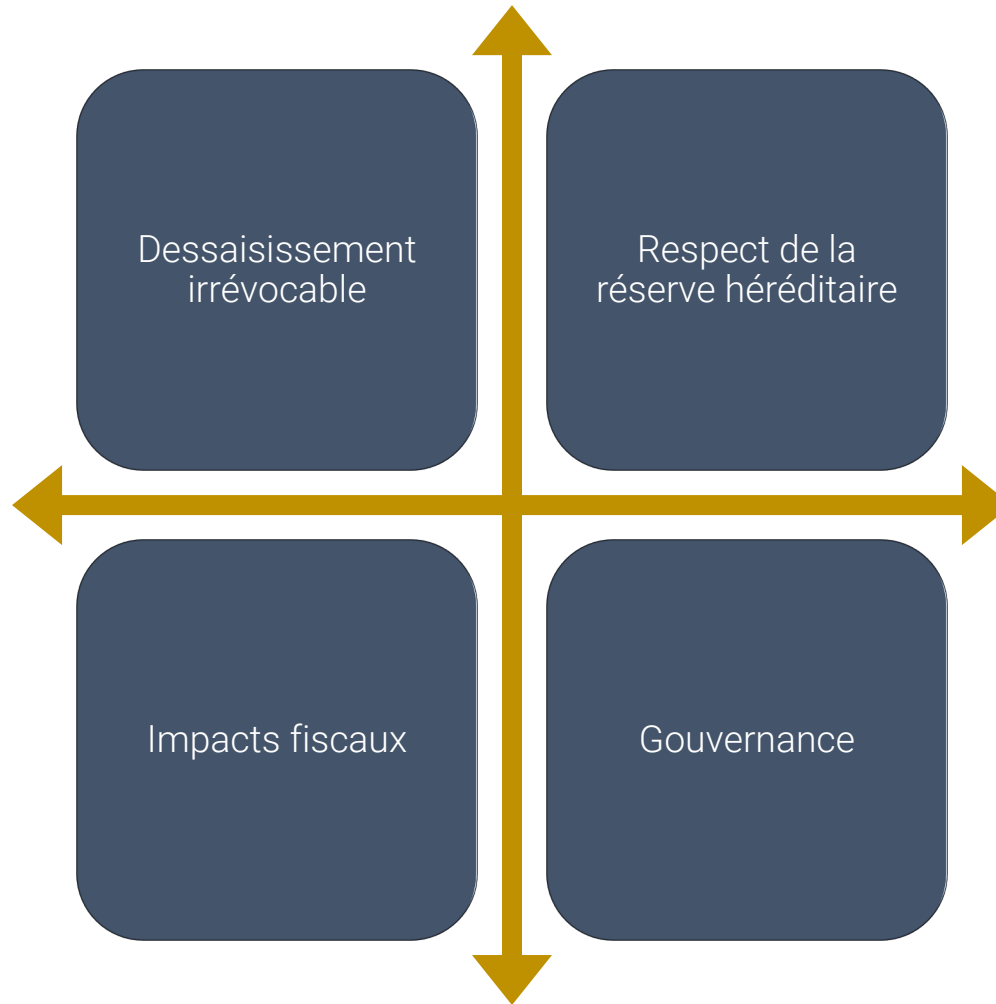 Dessaisissement
irrévocable
Respect de la
réserve héréditaire
Impacts fiscaux
Gouvernance